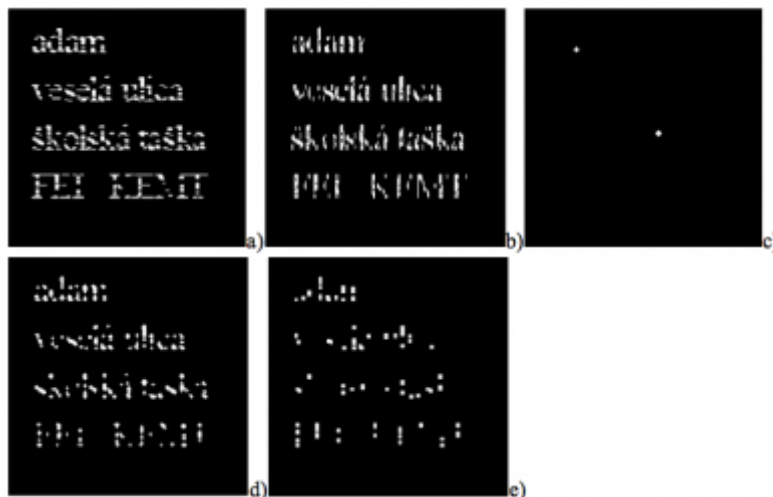 adam
veselá ulica
školská taška
FEI KEMT
a)
adam
veselá ulica
školská taška
FEI KEMT
b)
c)
adam
veselá ulica
školská taška
FEI KEMT
d)
e)